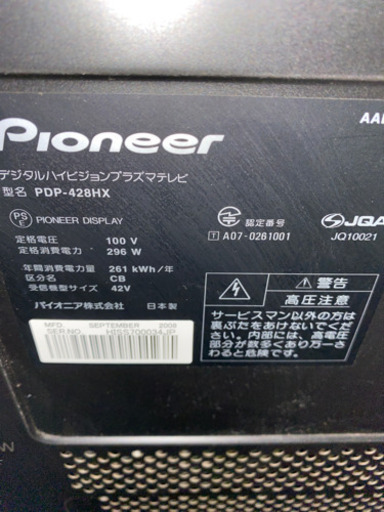 Pioneer
デジタルハイビジョンプラズマテレビ
型名 PDP-428HX
PS E PIONEER DISPLAY
認定番号
T A07-0261001
JQA
JQ10021
定格電圧 100 V
定格消費電力 296 W
年間消費電力量 261 kWh/年
区分名 CB
受信機型サイズ 42V
パイオニア株式会社 日本製
MFD. SEPTEMBER 2008
SER.NO. HISS700034JP
警告
高圧注意
サービスマン以外の方は
裏ぶたをあけないでくださ
い。内部には、高電圧
部分が数多くあり、さわ
ると危険です。